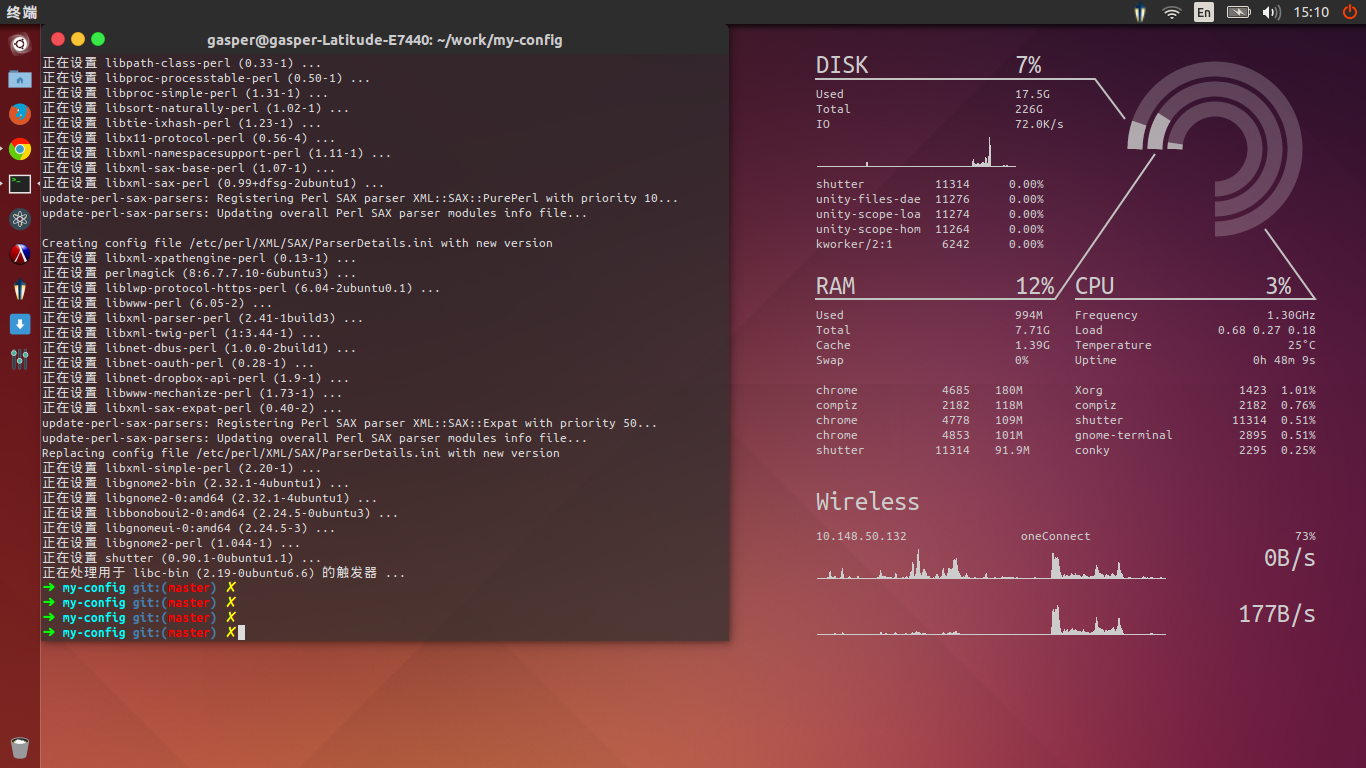 终端
En
15:10
gasper@gasper-Latitude-E7440: ~/work/my-config
正在设置 libpath-class-perl (0.33-1) ...
正在设置 libproc-processtable-perl (0.50-1) ...
正在设置 libproc-simple-perl (1.31-1) ...
正在设置 libsort-naturally-perl (1.02-1) ...
正在设置 libtie-ixhash-perl (1.23-1) ...
正在设置 libx11-protocol-perl (0.56-4) ...
正在设置 libxml-namespacesupport-perl (1.11-1) ...
正在设置 libxml-sax-base-perl (1.07-1) ...
正在设置 libxml-sax-perl (0.99+dfsg-2ubuntu1) ...
update-perl-sax-parsers: Registering Perl SAX parser XML::SAX::PurePerl with priority 10...
update-perl-sax-parsers: Updating overall Perl SAX parser modules info file...
Creating config file /etc/perl/XML/SAX/ParserDetails.ini with new version
正在设置 libxml-xpathengine-perl (0.13-1) ...
正在设置 perlmagick (8:6.7.7.10-6ubuntu3) ...
正在设置 liblwp-protocol-https-perl (6.04-2ubuntu0.1) ...
正在设置 libwww-perl (6.05-2) ...
正在设置 libxml-parser-perl (2.41-1build3) ...
正在设置 libxml-twig-perl (1:3.44-1) ...
正在设置 libnet-dbus-perl (1.0.0-2build1) ...
正在设置 libnet-oauth-perl (0.28-1) ...
正在设置 libnet-dropbox-api-perl (1.9-1) ...
正在设置 libwww-mechanize-perl (1.73-1) ...
正在设置 libxml-sax-expat-perl (0.40-2) ...
update-perl-sax-parsers: Registering Perl SAX parser XML::SAX::Expat with priority 50...
update-perl-sax-parsers: Updating overall Perl SAX parser modules info file...
Replacing config file /etc/perl/XML/SAX/ParserDetails.ini with new version
正在设置 libxml-simple-perl (2.20-1) ...
正在设置 libgnome2-bin (2.32.1-4ubuntu1) ...
正在设置 libgnome2-0:amd64 (2.32.1-4ubuntu1) ...
正在设置 libbonoboui2-0:amd64 (2.24.5-0ubuntu3) ...
正在设置 libgnomeui-0:amd64 (2.24.5-3) ...
正在设置 libgnome2-perl (1.044-1) ...
正在设置 shutter (0.90.1-0ubuntu1.1) ...
正在处理用于 libc-bin (2.19-0ubuntu6.6) 的触发器 ...
➜ my-config git:(master) ✗
➜ my-config git:(master) ✗
➜ my-config git:(master) ✗
➜ my-config git:(master) ✗
DISK 7%
Used 17.5G
Total 226G
IO 72.0K/s
shutter 11314 0.00%
unity-files-dae 11276 0.00%
unity-scope-loa 11274 0.00%
unity-scope-hom 11264 0.00%
kworker/2:1 6242 0.00%
RAM 12%
Used 994M
Total 7.71G
Cache 1.39G
Swap 0%
chrome 4685 180M
compiz 2182 118M
chrome 4778 109M
chrome 4853 101M
shutter 11314 91.9M
CPU 3%
Frequency 1.30GHz
Load 0.68 0.27 0.18
Temperature 25°C
Uptime 0h 48m 9s
Xorg 1423 1.01%
compiz 2182 0.76%
shutter 11314 0.51%
gnome-terminal 2895 0.51%
conky 2295 0.25%
Wireless
10.148.50.132 oneConnect 73%
0B/s
177B/s